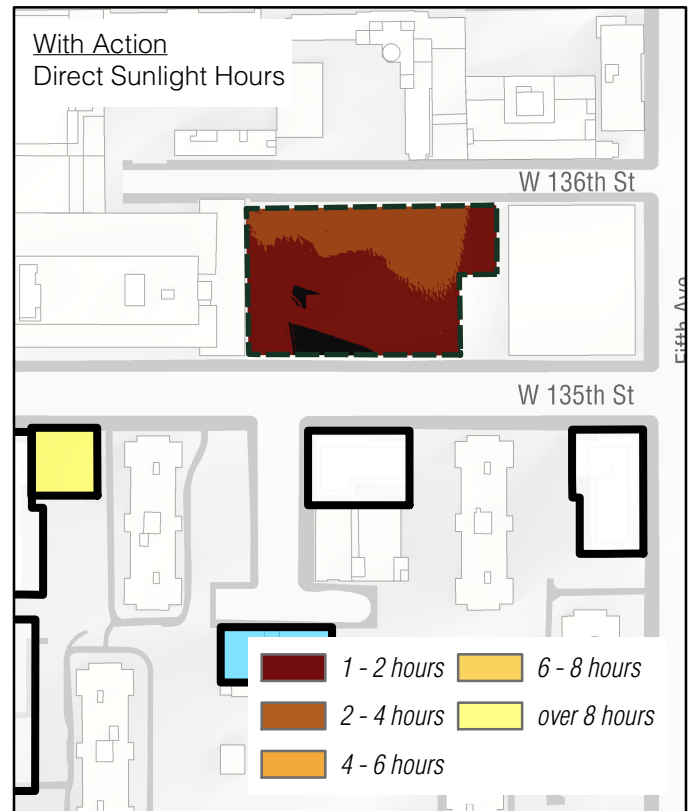 With Action
Direct Sunlight Hours
W 136th St
Fifth Ave
W 135th St
1 - 2 hours
6 - 8 hours
2 - 4 hours
over 8 hours
4 - 6 hours